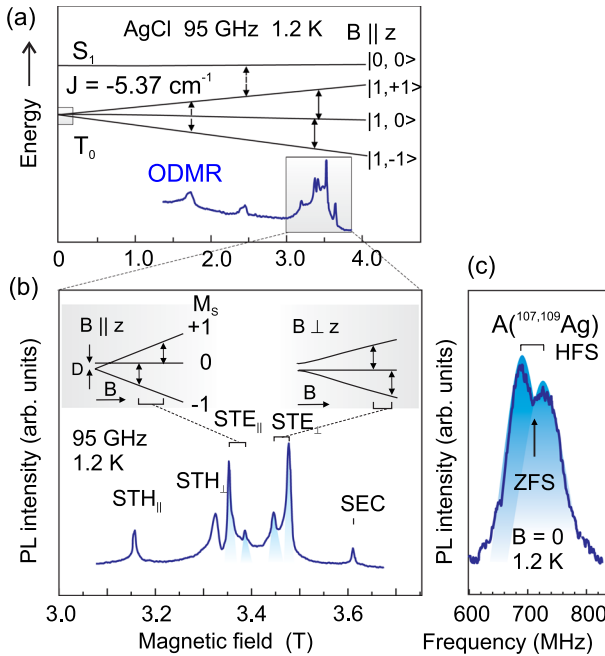 (a)
AgCl 95 GHz 1.2 K B || z
Energy
S1
|0, 0>
J = -5.37 cm⁻¹
|1,+1>
|1, 0>
T0
|1,-1>
ODMR
0 1.0 2.0 3.0 4.0
(b)
B || z
Ms
+1
0
-1
D
B
B ⊥ z
B
95 GHz
1.2 K
STE|| STE⊥
STH||
STH⊥
SEC
PL intensity (arb. units)
3.0 3.2 3.4 3.6
Magnetic field (T)
(c)
A(¹⁰⁷,¹⁰⁹Ag)
HFS
ZFS
B = 0
1.2 K
PL intensity (arb. units)
600 700 800
Frequency (MHz)